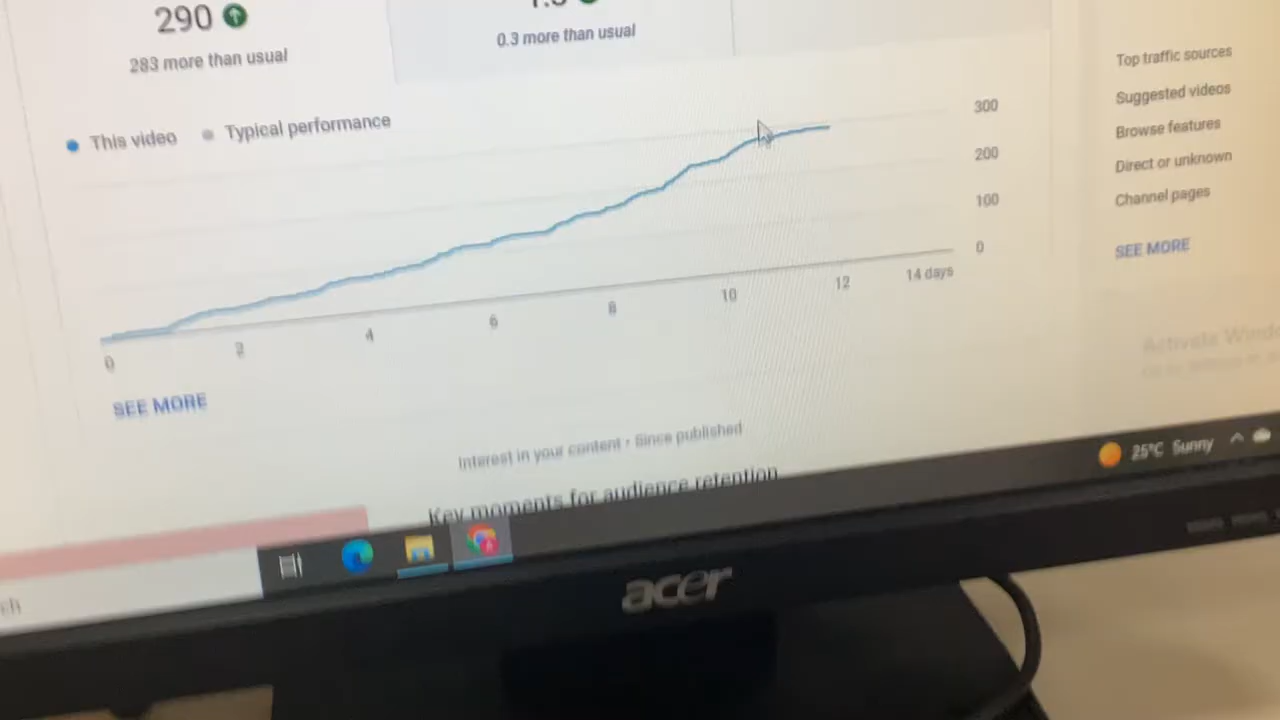 290
283 more than usual
0.3 more than usual
This video
Typical performance
300
200
100
0
0
2
4
6
8
10
12
14 days
SEE MORE
Top traffic sources
Suggested videos
Browse features
Direct or unknown
Channel pages
SEE MORE
Interest in your content • Since published
Key moments for audience retention
Activate
25°C Sunny
acer